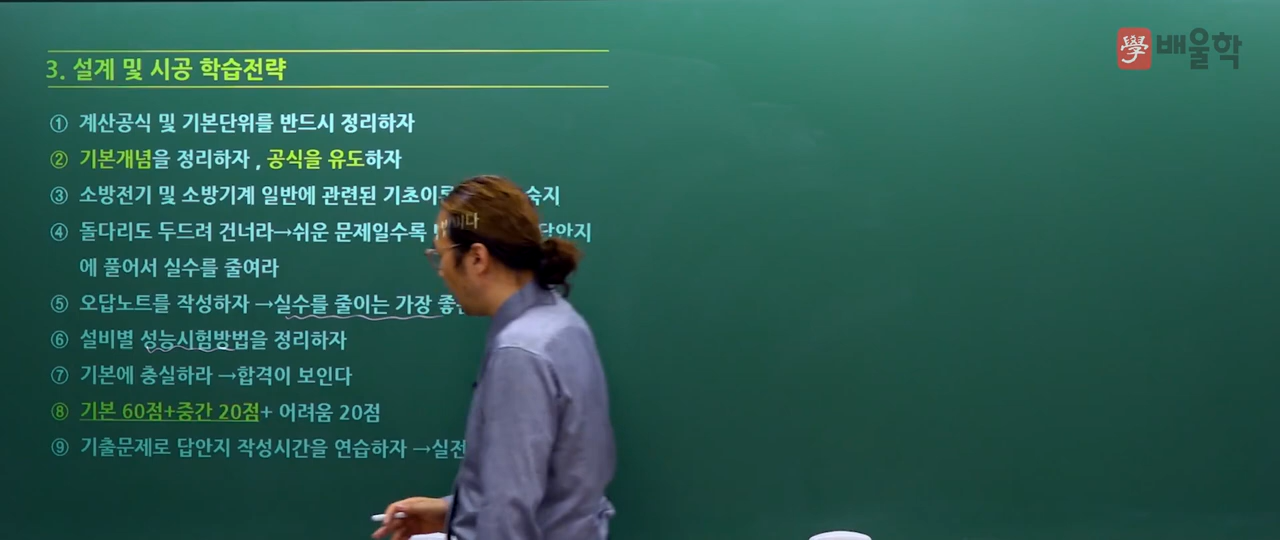 學 배울학
3. 설계 및 시공 학습전략
① 계산공식 및 기본단위를 반드시 정리하자
② 기본개념을 정리하자 , 공식을 유도하자
③ 소방전기 및 소방기계 일반에 관련된 숙지
④ 돌다리도 두드려 건너라→쉬운 문제일수록 답안지
에 풀어서 실수를 줄여라
⑤ 오답노트를 작성하자 →실수를 줄이는 가장
⑥ 설비별 성능시험방법을 정리하자
⑦ 기본에 충실하라 →합격이 보인다
⑧ 기본 60점+중간 20점+ 어려움 20점
⑨ 기출문제로 답안지 작성시간을 연습하자 →실전